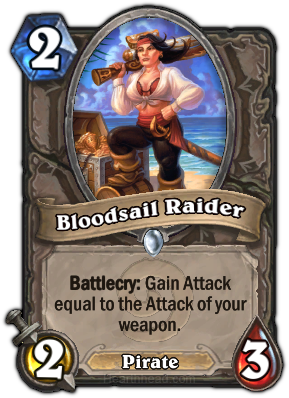 2
Bloodsail Raider
Battlecry: Gain Attack
equal to the Attack of your
weapon.
2
Pirate
3